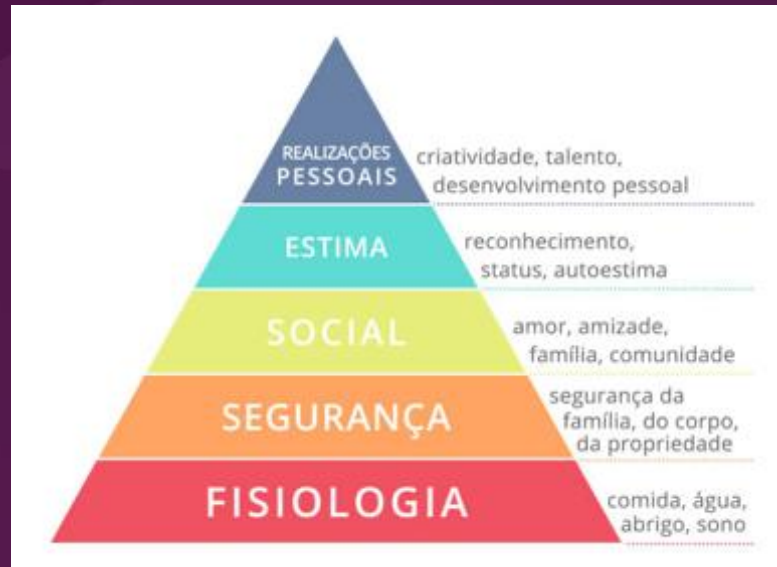 REALIZAÇÕES
PESSOAIS
criatividade, talento,
desenvolvimento pessoal
ESTIMA
reconhecimento,
status, autoestima
SOCIAL
amor, amizade,
família, comunidade
SEGURANÇA
segurança da
família, do corpo,
da propriedade
FISIOLOGIA
comida, água,
abrigo, sono